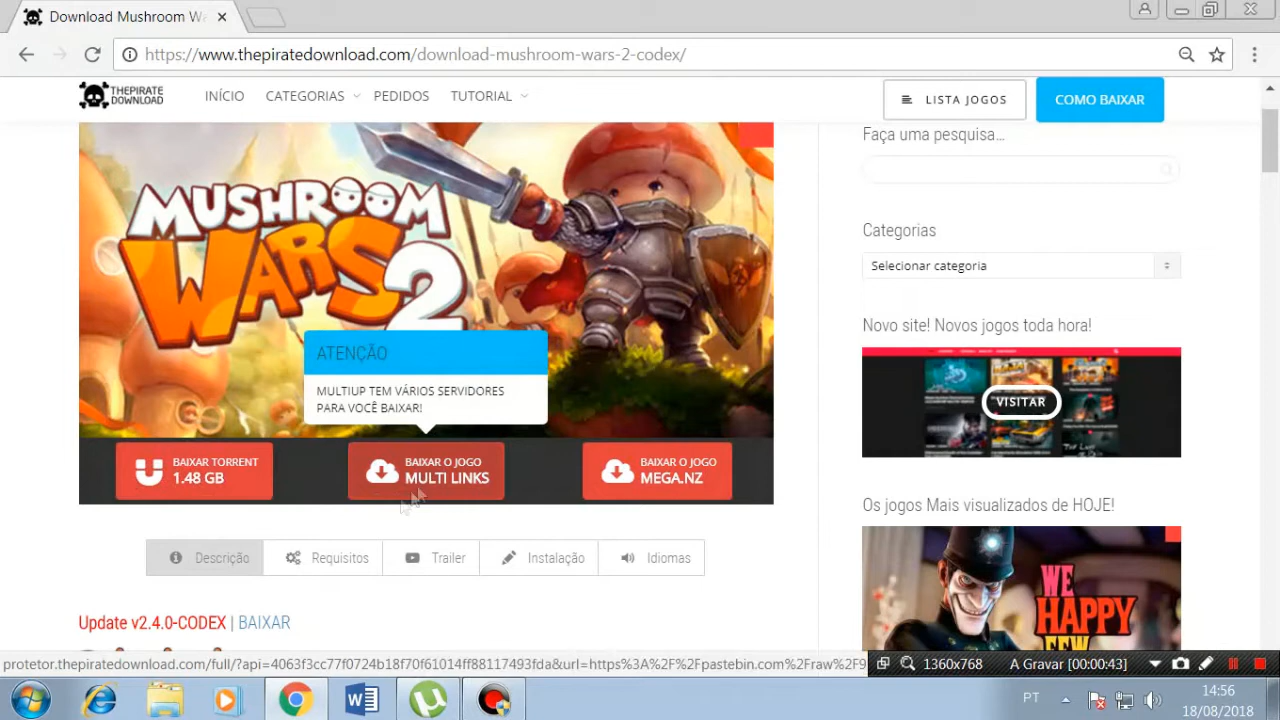 Download Mushroom Wa
https://www.thepiratedownload.com/download-mushroom-wars-2-codex/
THEPIRATE
DOWNLOAD
INÍCIO
CATEGORIAS
PEDIDOS
TUTORIAL
LISTA JOGOS
COMO BAIXAR
MUSHROOM
WARS
2
ATENÇÃO
MULTIUP TEM VÁRIOS SERVIDORES
PARA VOCÊ BAIXAR!
BAIXAR TORRENT
1.48 GB
BAIXAR O JOGO
MULTI LINKS
BAIXAR O JOGO
MEGA.NZ
Descrição
Requisitos
Trailer
Instalação
Idiomas
Update v2.4.0-CODEX | BAIXAR
Faça uma pesquisa...
Categorias
Selecionar categoria
Novo site! Novos jogos toda hora!
VISITAR
Os jogos Mais visualizados de HOJE!
WE
HAPPY
FEW
protetor.thepiratedownload.com/full/?api=4063f3cc77f0724b18f70f61014ff88117493fda&url=https%3A%2F%2Fpastebin.com%2Fraw%2F9
1360x768
A Gravar [00:00:43]
PT
14:56
18/08/2018